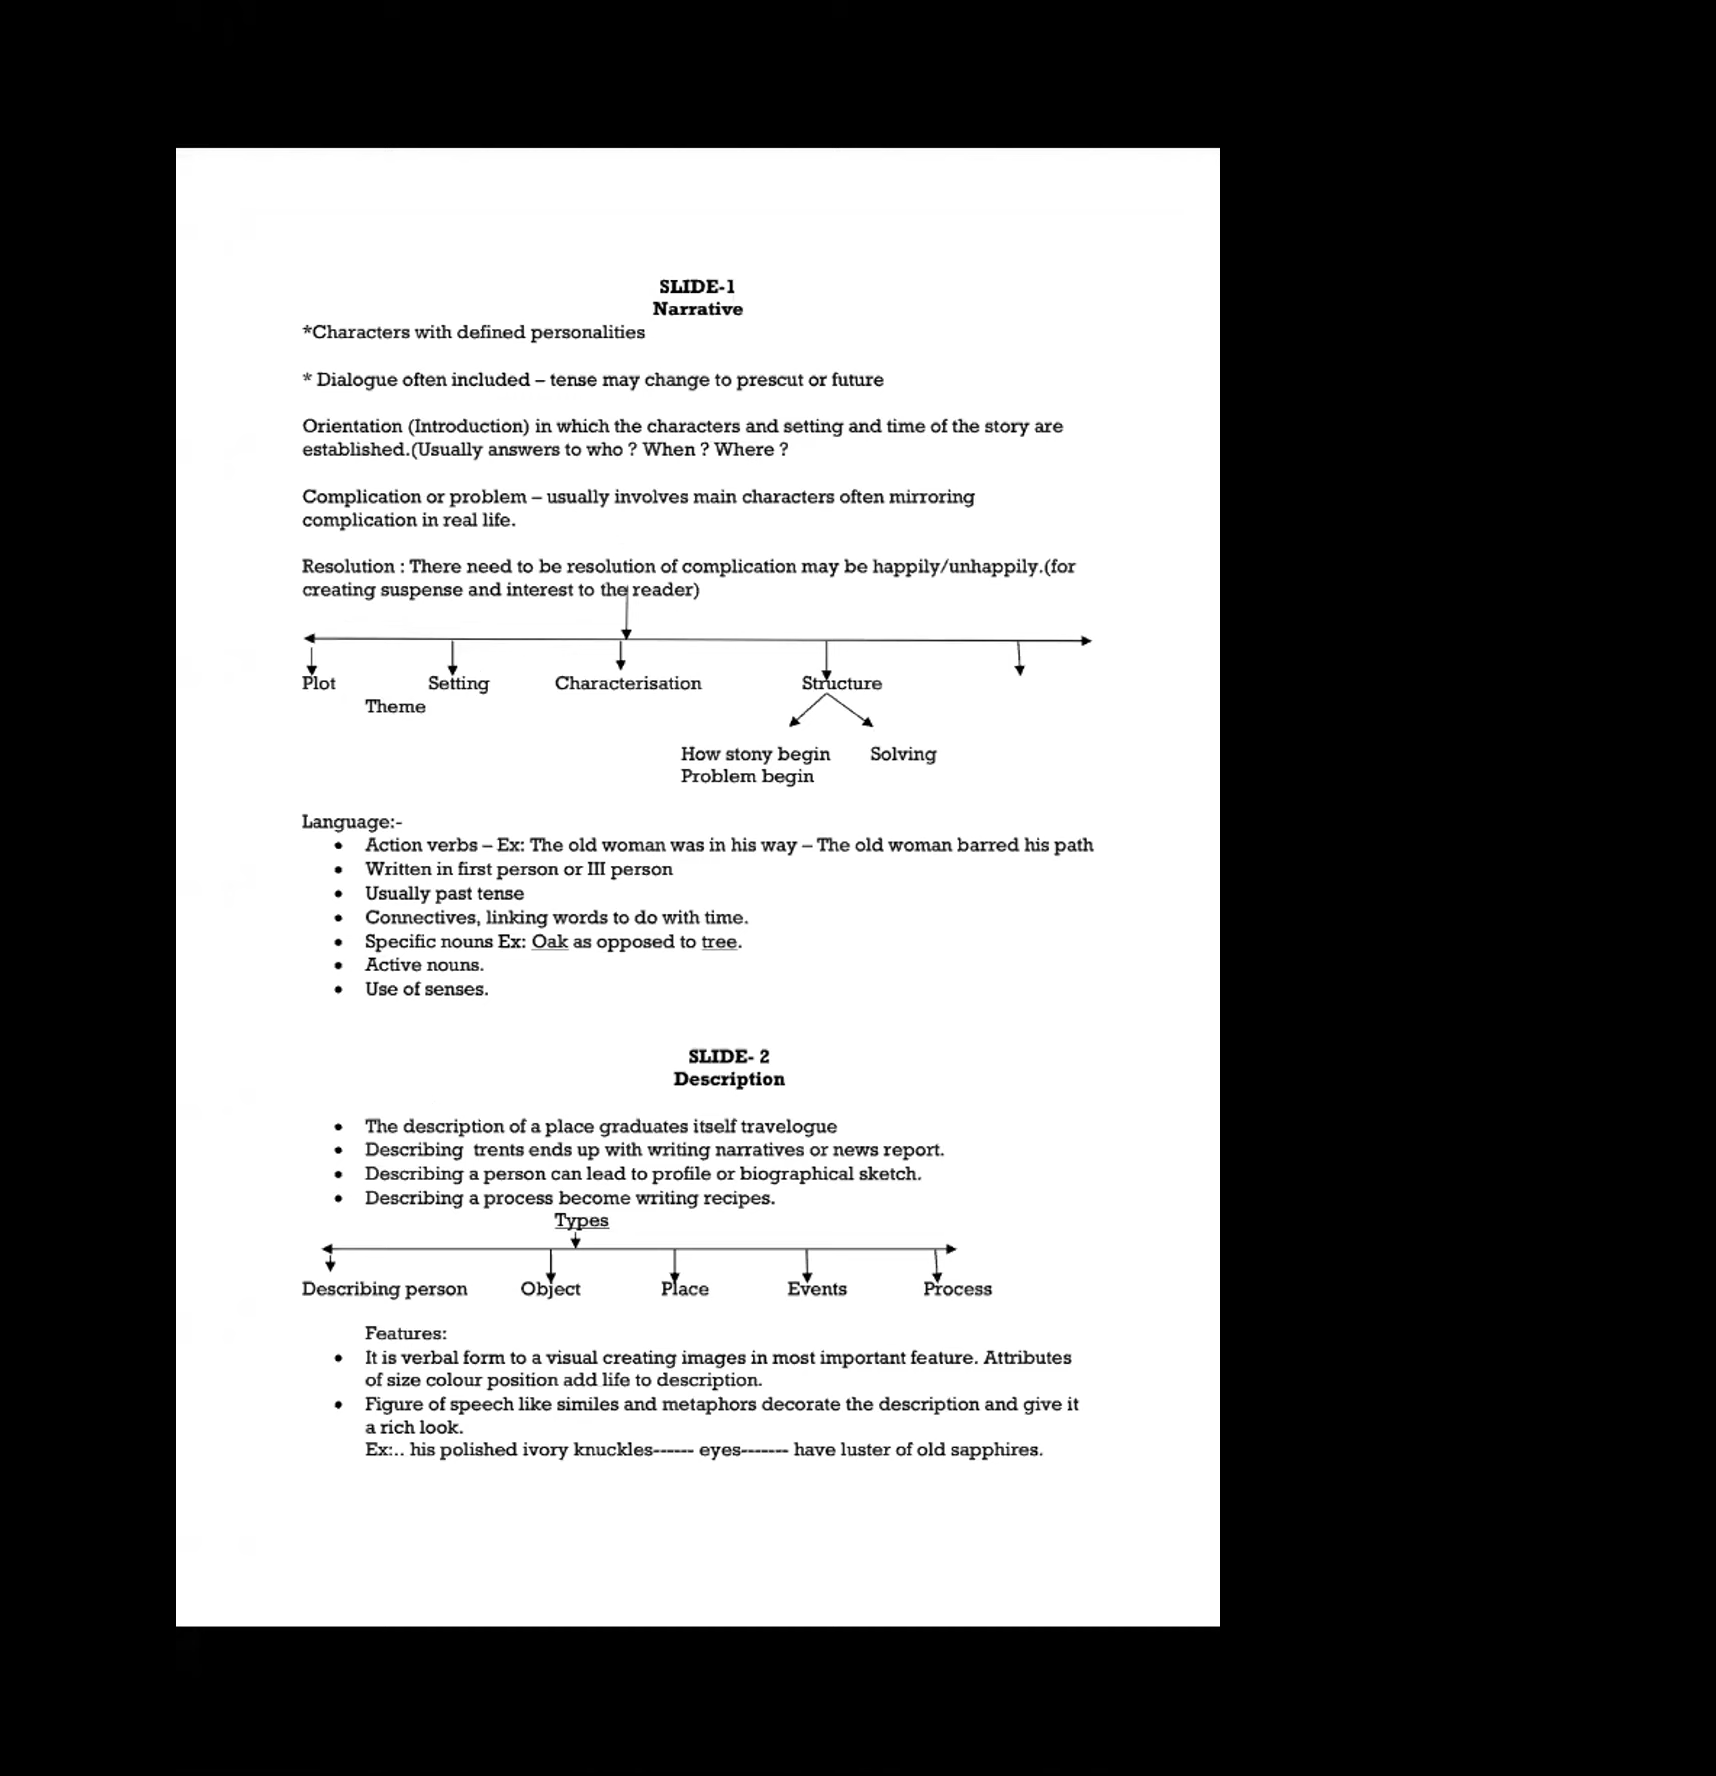 SLIDE-1
Narrative
*Characters with defined personalities
* Dialogue often included – tense may change to prescut or future
Orientation (Introduction) in which the characters and setting and time of the story are
established.(Usually answers to who ? When ? Where ?
Complication or problem – usually involves main characters often mirroring
complication in real life.
Resolution : There need to be resolution of complication may be happily/unhappily.(for
creating suspense and interest to the reader)
Plot Setting Characterisation Structure
Theme
How stony begin Solving
Problem begin
Language:-
• Action verbs – Ex: The old woman was in his way – The old woman barred his path
• Written in first person or III person
• Usually past tense
• Connectives, linking words to do with time.
• Specific nouns Ex: Oak as opposed to tree.
• Active nouns.
• Use of senses.
SLIDE- 2
Description
• The description of a place graduates itself travelogue
• Describing trents ends up with writing narratives or news report.
• Describing a person can lead to profile or biographical sketch.
• Describing a process become writing recipes.
Types
Describing person Object Place Events Process
Features:
• It is verbal form to a visual creating images in most important feature. Attributes
of size colour position add life to description.
• Figure of speech like similes and metaphors decorate the description and give it
a rich look.
Ex:.. his polished ivory knuckles------ eyes------- have luster of old sapphires.